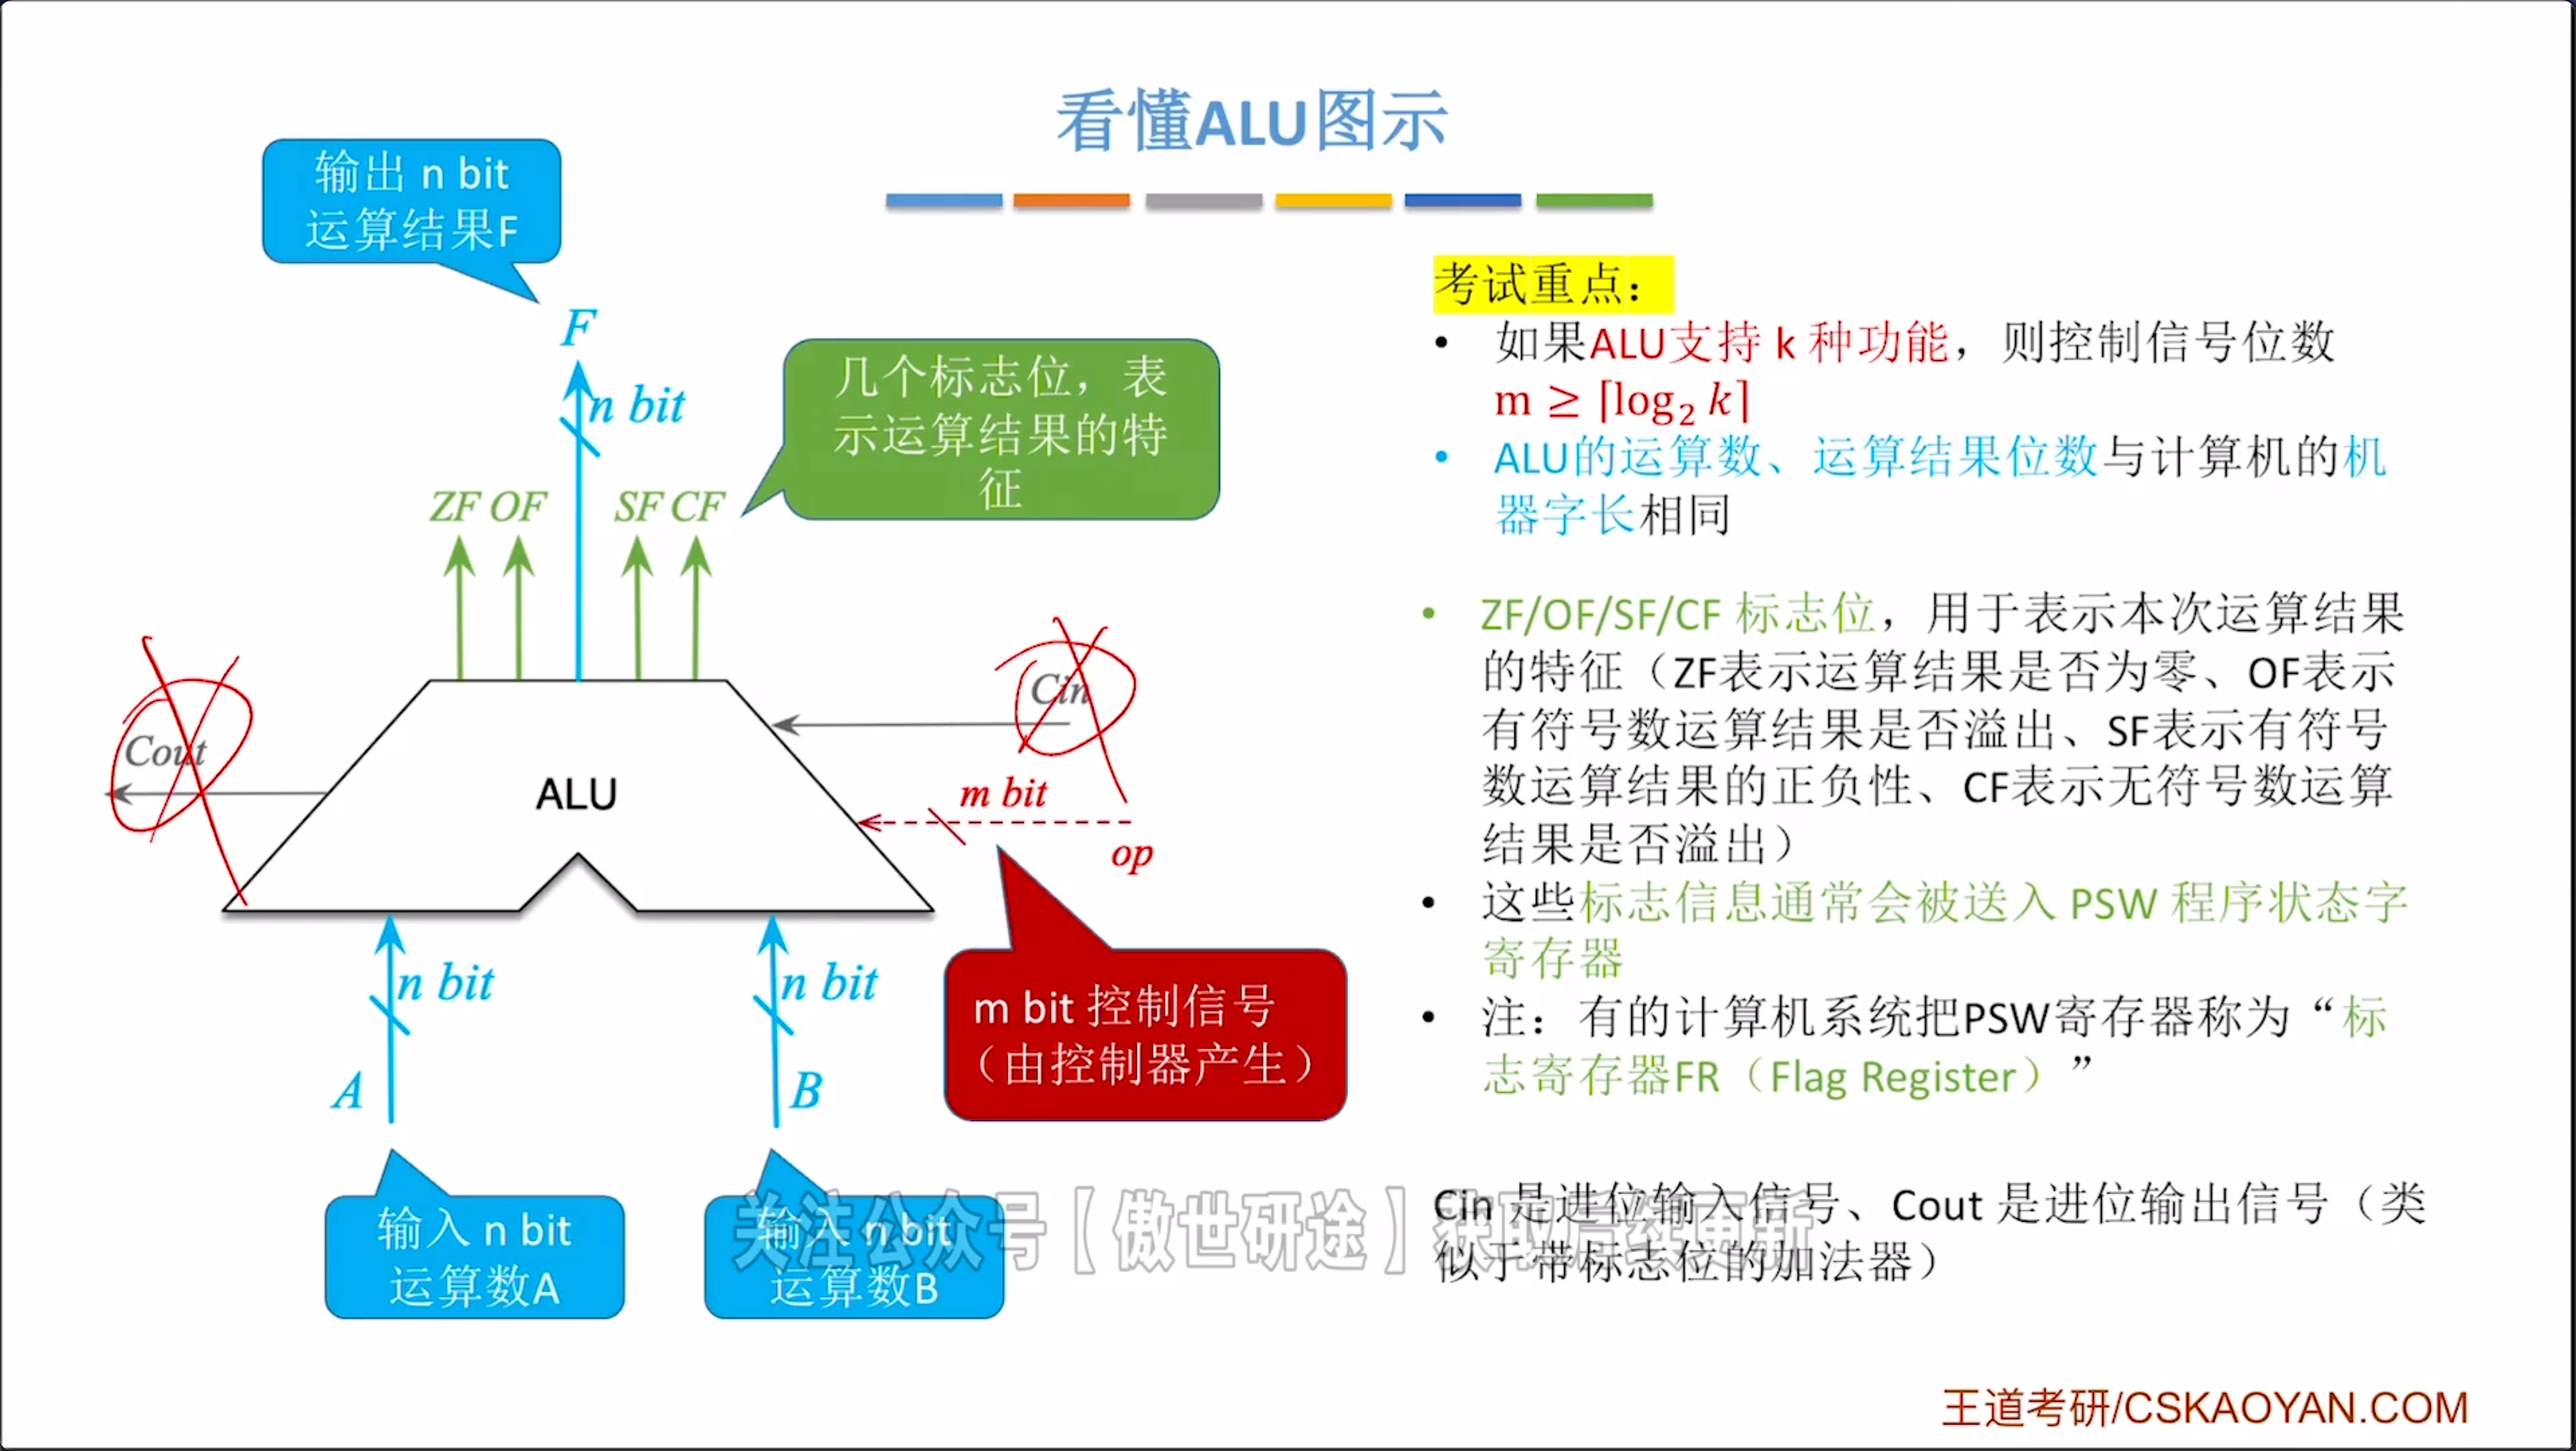 看懂ALU图示
输出 n bit
运算结果F
F
n bit
几个标志位，表
示运算结果的特
征
ZF OF SF CF
Cout
Cin
ALU
m bit
op
n bit
n bit
A
B
m bit 控制信号
（由控制器产生）
输入 n bit
运算数A
输入 n bit
运算数B
考试重点：
• 如果ALU支持 k 种功能，则控制信号位数
m ≥ ⌈log₂ k⌉
• ALU的运算数、运算结果位数与计算机的机
器字长相同
• ZF/OF/SF/CF 标志位，用于表示本次运算结果
的特征（ZF表示运算结果是否为零、OF表示
有符号数运算结果是否溢出、SF表示有符号
数运算结果的正负性、CF表示无符号数运算
结果是否溢出）
• 这些标志信息通常会被送入 PSW 程序状态字
寄存器
• 注：有的计算机系统把PSW寄存器称为“标
志寄存器FR（Flag Register）”
Cin 是进位输入信号、Cout 是进位输出信号（类
似于带标志位的加法器）
关注公众号【傲世研途】获取后续更新
王道考研/CSKAOYAN.COM